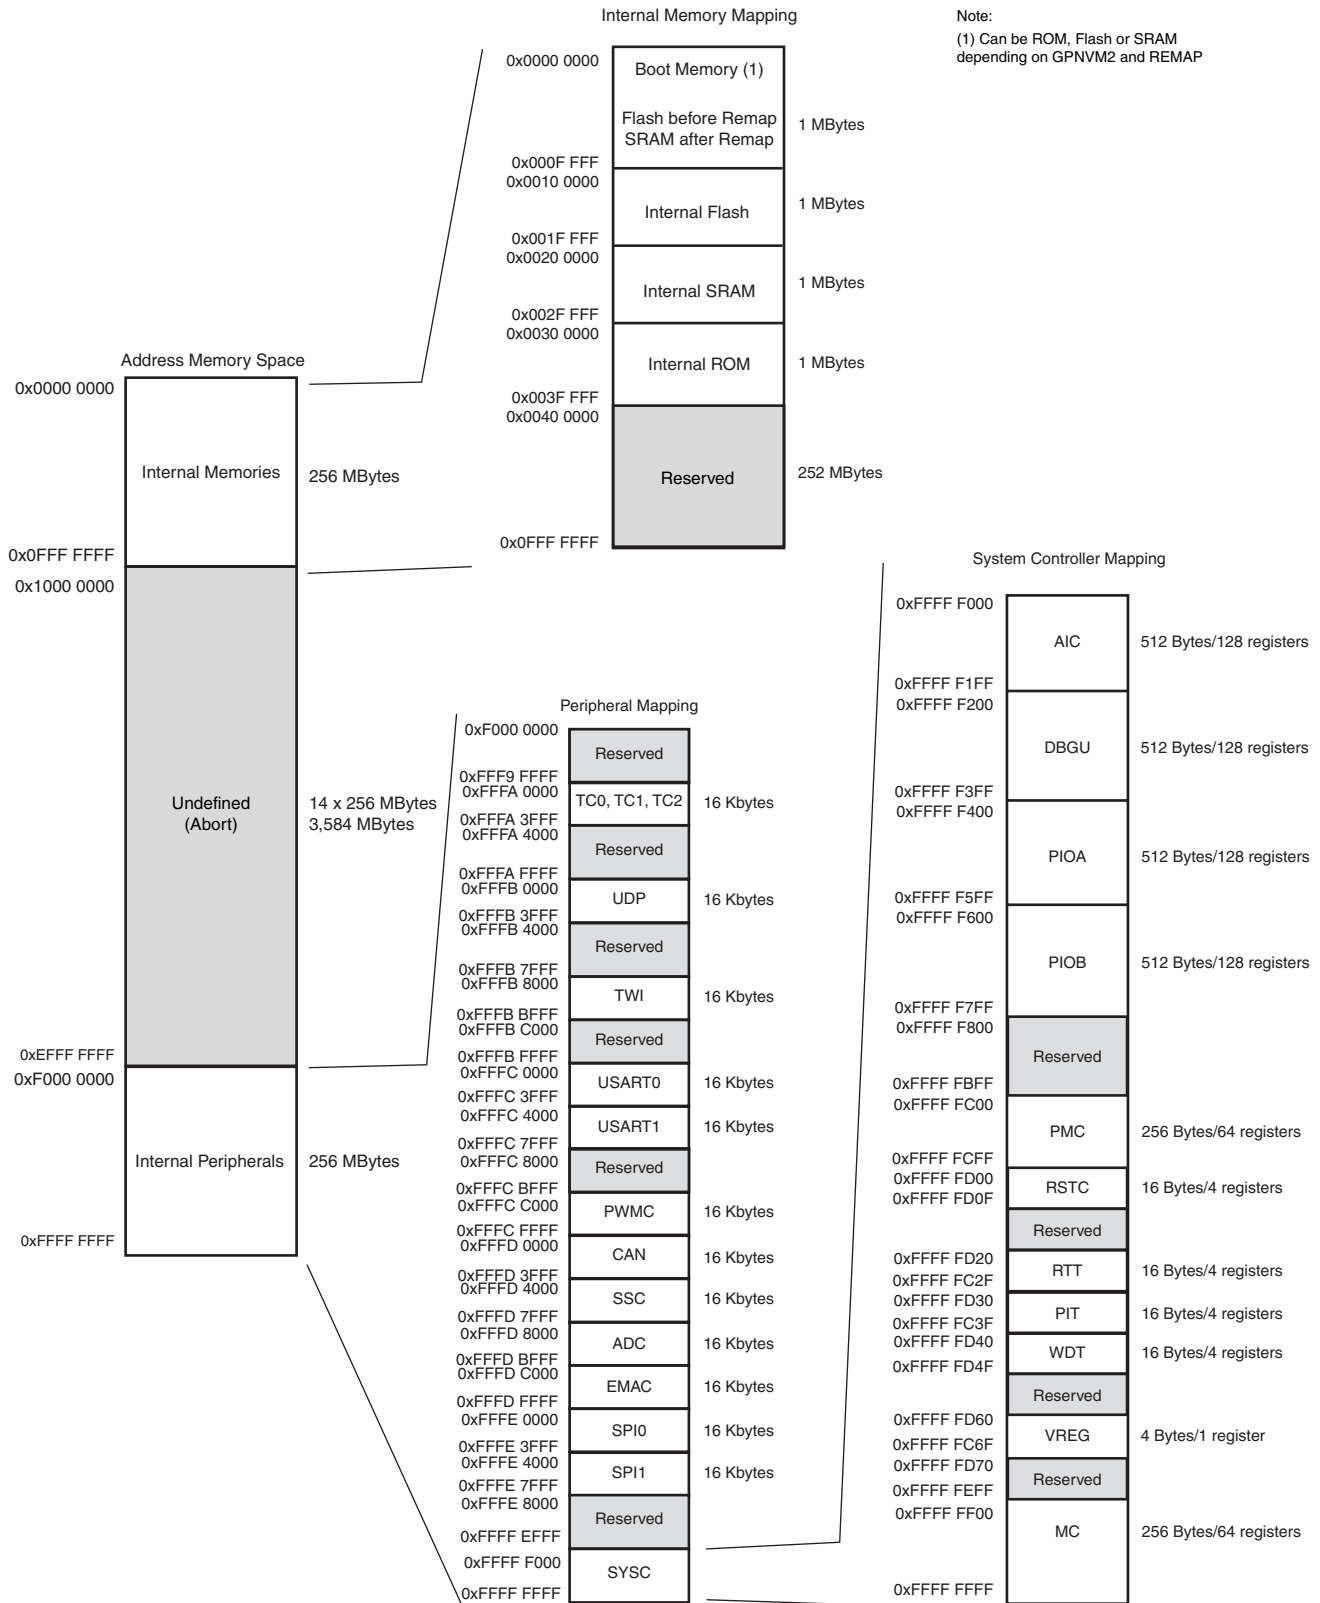 Internal Memory Mapping
Note:
(1) Can be ROM, Flash or SRAM
depending on GPNVM2 and REMAP
0x0000 0000
Boot Memory (1)
Flash before Remap
SRAM after Remap
1 MBytes
0x000F FFF
0x0010 0000
Internal Flash
1 MBytes
0x001F FFF
0x0020 0000
Internal SRAM
1 MBytes
0x002F FFF
0x0030 0000
Internal ROM
1 MBytes
0x003F FFF
0x0040 0000
Reserved
252 MBytes
0x0FFF FFFF
Address Memory Space
0x0000 0000
Internal Memories
256 MBytes
0x0FFF FFFF
0x1000 0000
Undefined
(Abort)
14 x 256 MBytes
3,584 MBytes
0xEFFF FFFF
0xF000 0000
Internal Peripherals
256 MBytes
0xFFFF FFFF
Peripheral Mapping
0xF000 0000
Reserved
0xFFF9 FFFF
0xFFFA 0000
TC0, TC1, TC2
16 Kbytes
0xFFFA 3FFF
0xFFFA 4000
Reserved
0xFFFA FFFF
0xFFFB 0000
UDP
16 Kbytes
0xFFFB 3FFF
0xFFFB 4000
Reserved
0xFFFB 7FFF
0xFFFB 8000
TWI
16 Kbytes
0xFFFB BFFF
0xFFFB C000
Reserved
0xFFFB FFFF
0xFFFC 0000
USART0
16 Kbytes
0xFFFC 3FFF
0xFFFC 4000
USART1
16 Kbytes
0xFFFC 7FFF
0xFFFC 8000
Reserved
0xFFFC BFFF
0xFFFC C000
PWMC
16 Kbytes
0xFFFC FFFF
0xFFFD 0000
CAN
16 Kbytes
0xFFFD 3FFF
0xFFFD 4000
SSC
16 Kbytes
0xFFFD 7FFF
0xFFFD 8000
ADC
16 Kbytes
0xFFFD BFFF
0xFFFD C000
EMAC
16 Kbytes
0xFFFD FFFF
0xFFFE 0000
SPI0
16 Kbytes
0xFFFE 3FFF
0xFFFE 4000
SPI1
16 Kbytes
0xFFFE 7FFF
0xFFFE 8000
Reserved
0xFFFF EFFF
0xFFFF F000
SYSC
0xFFFF FFFF
System Controller Mapping
0xFFFF F000
AIC
512 Bytes/128 registers
0xFFFF F1FF
0xFFFF F200
DBGU
512 Bytes/128 registers
0xFFFF F3FF
0xFFFF F400
PIOA
512 Bytes/128 registers
0xFFFF F5FF
0xFFFF F600
PIOB
512 Bytes/128 registers
0xFFFF F7FF
0xFFFF F800
Reserved
0xFFFF FBFF
0xFFFF FC00
PMC
256 Bytes/64 registers
0xFFFF FCFF
0xFFFF FD00
RSTC
16 Bytes/4 registers
0xFFFF FD0F
Reserved
0xFFFF FD20
RTT
16 Bytes/4 registers
0xFFFF FC2F
0xFFFF FD30
PIT
16 Bytes/4 registers
0xFFFF FC3F
0xFFFF FD40
WDT
16 Bytes/4 registers
0xFFFF FD4F
Reserved
0xFFFF FD60
VREG
4 Bytes/1 register
0xFFFF FC6F
0xFFFF FD70
Reserved
0xFFFF FEFF
0xFFFF FF00
MC
256 Bytes/64 registers
0xFFFF FFFF